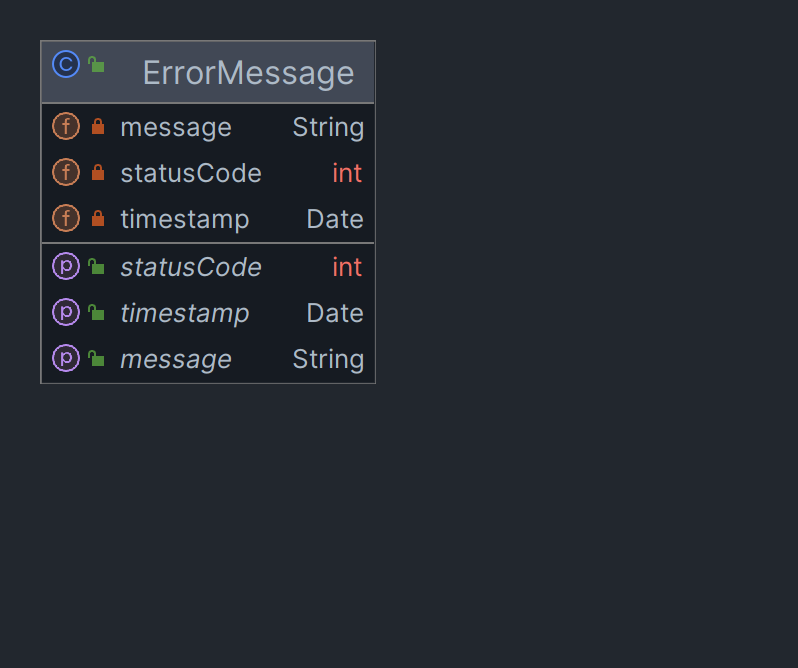 C ErrorMessage
f message String
f statusCode int
f timestamp Date
p statusCode int
p timestamp Date
p message String